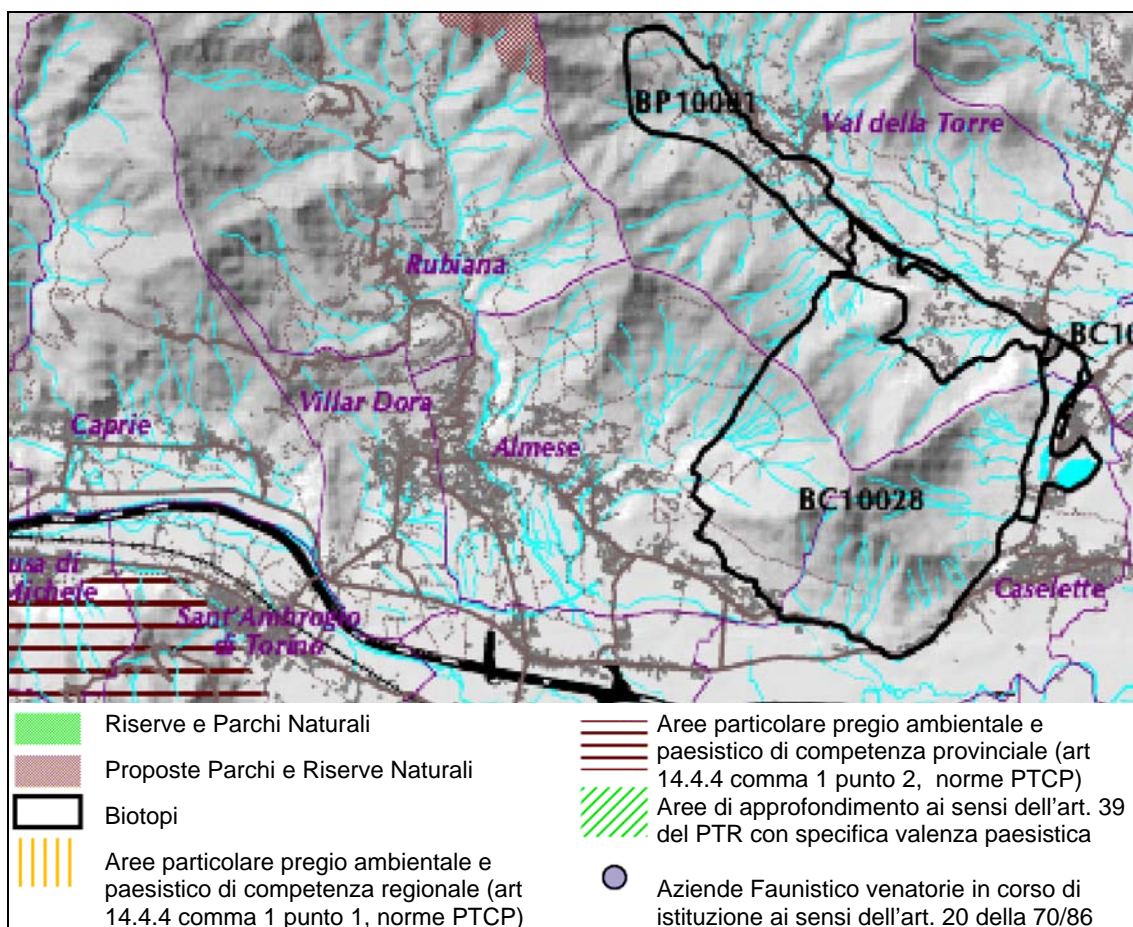 BP10081
Val della Torre
Rubiana
BC10
Villar Dora
Caprie
Almese
BC10028
usa di
Michele
Caselette
Sant'Ambrogio
di Torino
Riserve e Parchi Naturali
Proposte Parchi e Riserve Naturali
Biotopi
Aree particolare pregio ambientale e
paesistico di competenza regionale (art
14.4.4 comma 1 punto 1, norme PTCP)
Aree particolare pregio ambientale e
paesistico di competenza provinciale (art
14.4.4 comma 1 punto 2, norme PTCP)
Aree di approfondimento ai sensi dell'art. 39
del PTR con specifica valenza paesistica
Aziende Faunistico venatorie in corso di
istituzione ai sensi dell'art. 20 della 70/86